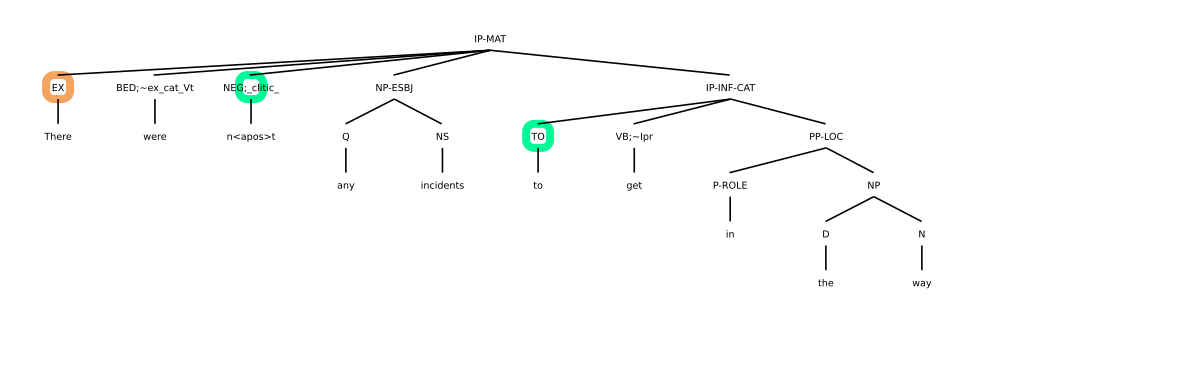 IP-MAT
EX BED;~ex_cat_Vt NEG;_clitic_ NP-ESBJ IP-INF-CAT
There were n<apos>t Q NS TO VB;~Ipr PP-LOC
any incidents to get P-ROLE NP
in D N
the way